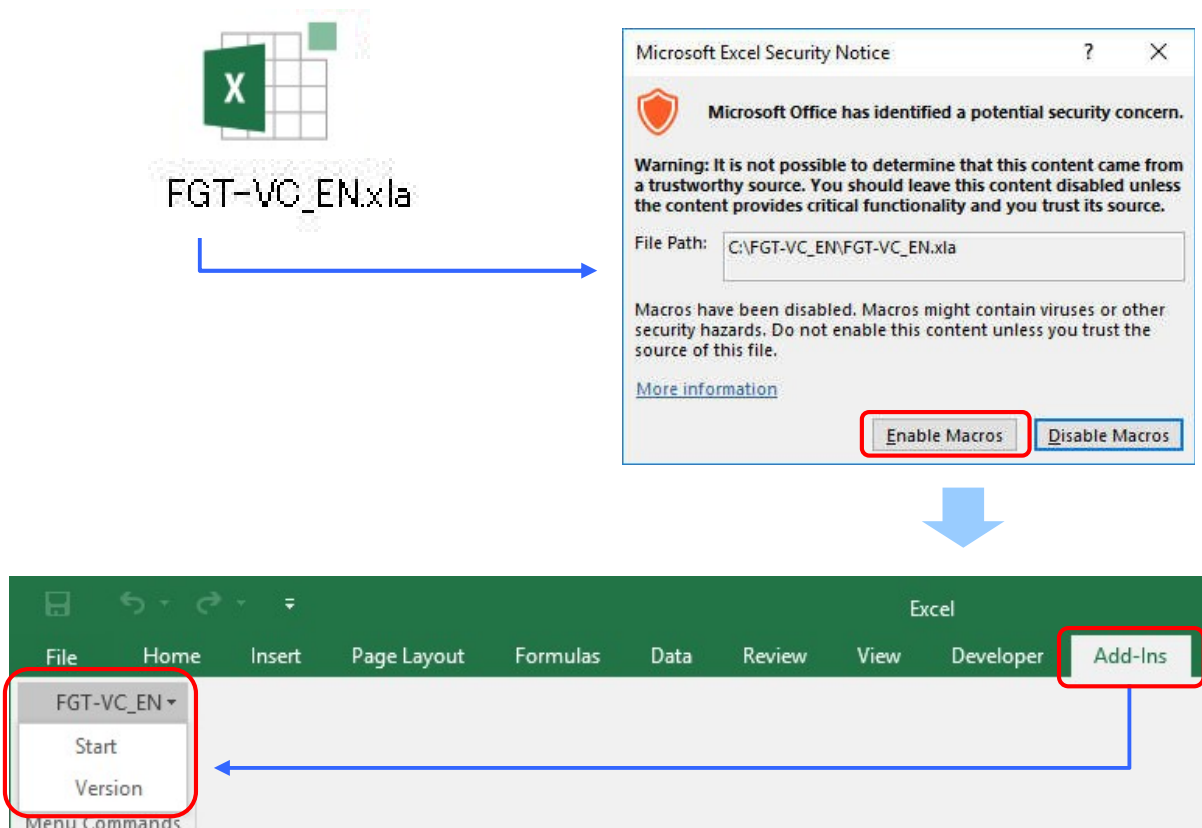 X
FGT-VC_EN.xla
Microsoft Excel Security Notice ? ×
Microsoft Office has identified a potential security concern.
Warning: It is not possible to determine that this content came from
a trustworthy source. You should leave this content disabled unless
the content provides critical functionality and you trust its source.
File Path: C:\FGT-VC_EN\FGT-VC_EN.xla
Macros have been disabled. Macros might contain viruses or other
security hazards. Do not enable this content unless you trust the
source of this file.
More information
Enable Macros Disable Macros
Excel
File Home Insert Page Layout Formulas Data Review View Developer Add-Ins
FGT-VC_EN
Start
Version
Menu Commands